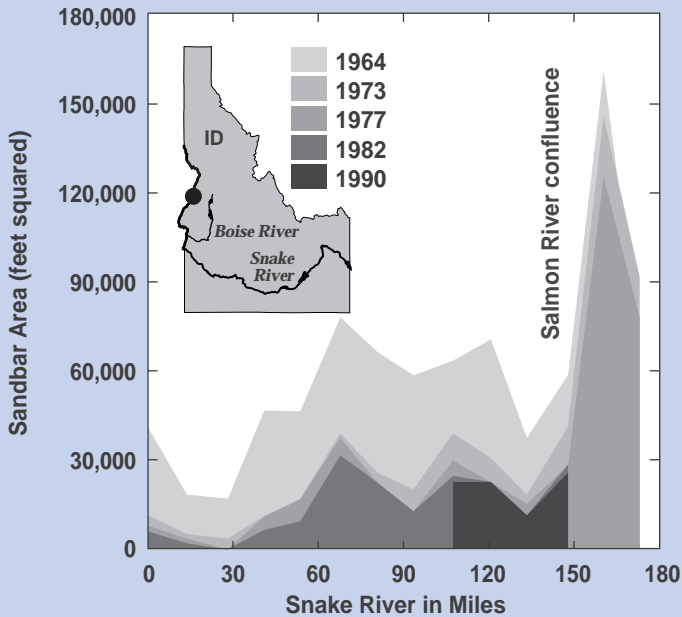 180,000
150,000
120,000
90,000
60,000
30,000
0
Sandbar Area (feet squared)
1964
1973
1977
1982
1990
ID
Boise River
Snake
River
Salmon River confluence
0 30 60 90 120 150 180
Snake River in Miles